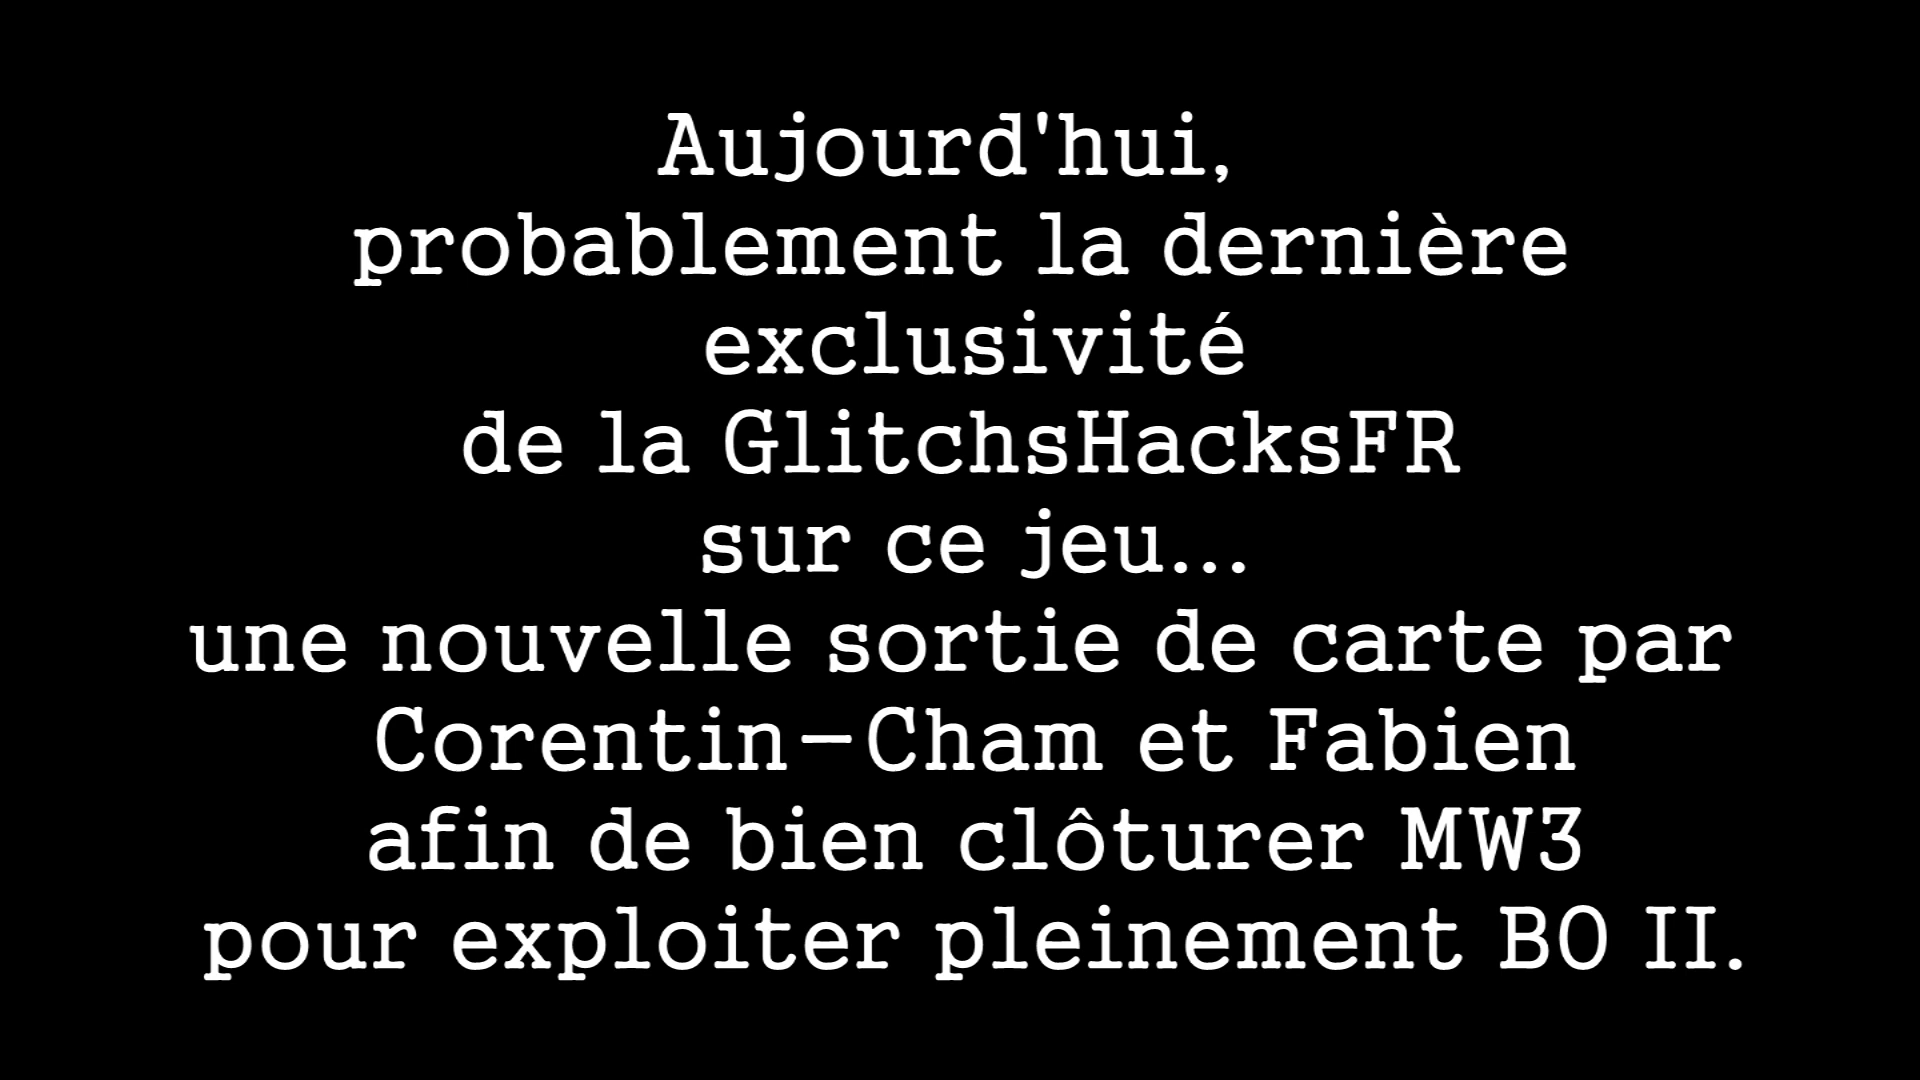 Aujourd'hui,
probablement la dernière
exclusivité
de la GlitchsHacksFR
sur ce jeu...
une nouvelle sortie de carte par
Corentin-Cham et Fabien
afin de bien clôturer MW3
pour exploiter pleinement BO II.